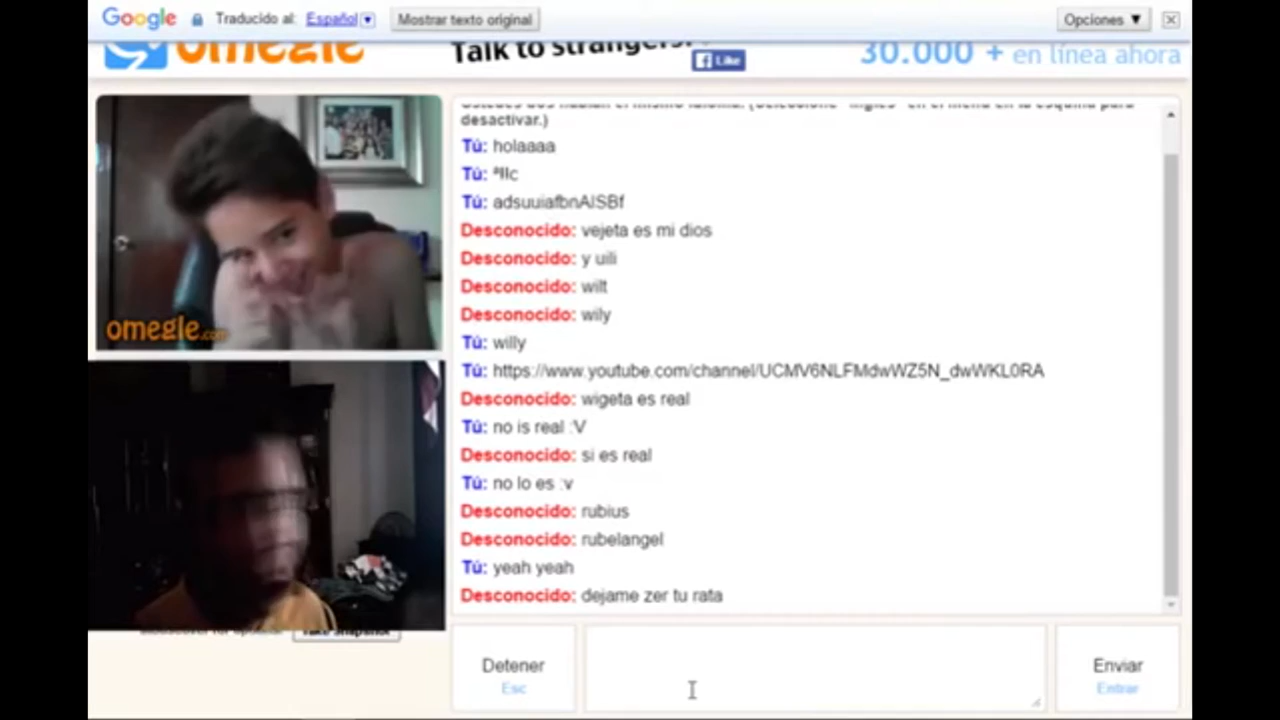 Google Traducido al: Español Mostrar texto original Opciones ▼
omegle Talk to strangers! Like 30.000 + en línea ahora
desactivar.)
Tú: holaaaa
Tú: ªllc
Tú: adsuuiafbnAISBf
Desconocido: vejeta es mi dios
Desconocido: y uili
Desconocido: wilt
Desconocido: wily
Tú: willy
Tú: https://www.youtube.com/channel/UCMV6NLFMdwWZ5N_dwWKL0RA
Desconocido: wigeta es real
Tú: no is real :V
Desconocido: si es real
Tú: no lo es :v
Desconocido: rubius
Desconocido: rubelangel
Tú: yeah yeah
Desconocido: dejame zer tu rata
omegle.com
Detener
Esc
Enviar
Entrar